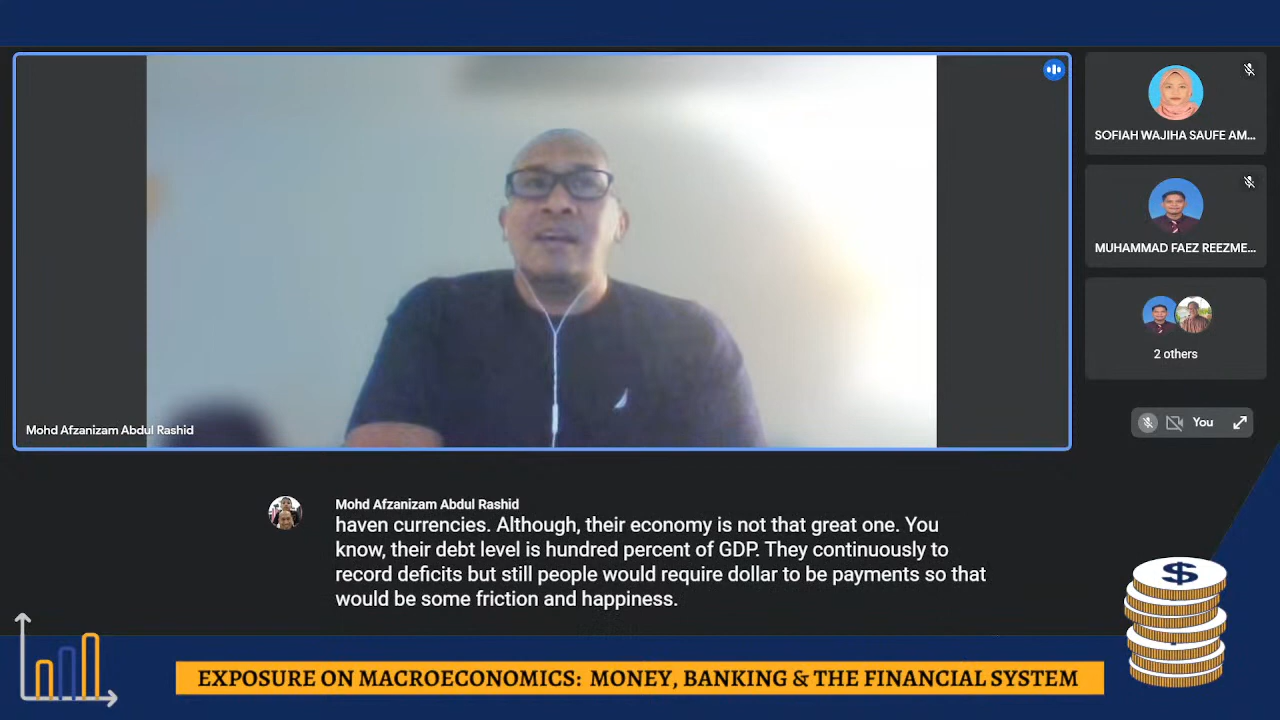 SOFIAH WAJIHA SAUFE AM...
MUHAMMAD FAEZ REEZME...
2 others
You
Mohd Afzanizam Abdul Rashid
Mohd Afzanizam Abdul Rashid
haven currencies. Although, their economy is not that great one. You
know, their debt level is hundred percent of GDP. They continuously to
record deficits but still people would require dollar to be payments so that
would be some friction and happiness.
$
EXPOSURE ON MACROECONOMICS: MONEY, BANKING & THE FINANCIAL SYSTEM